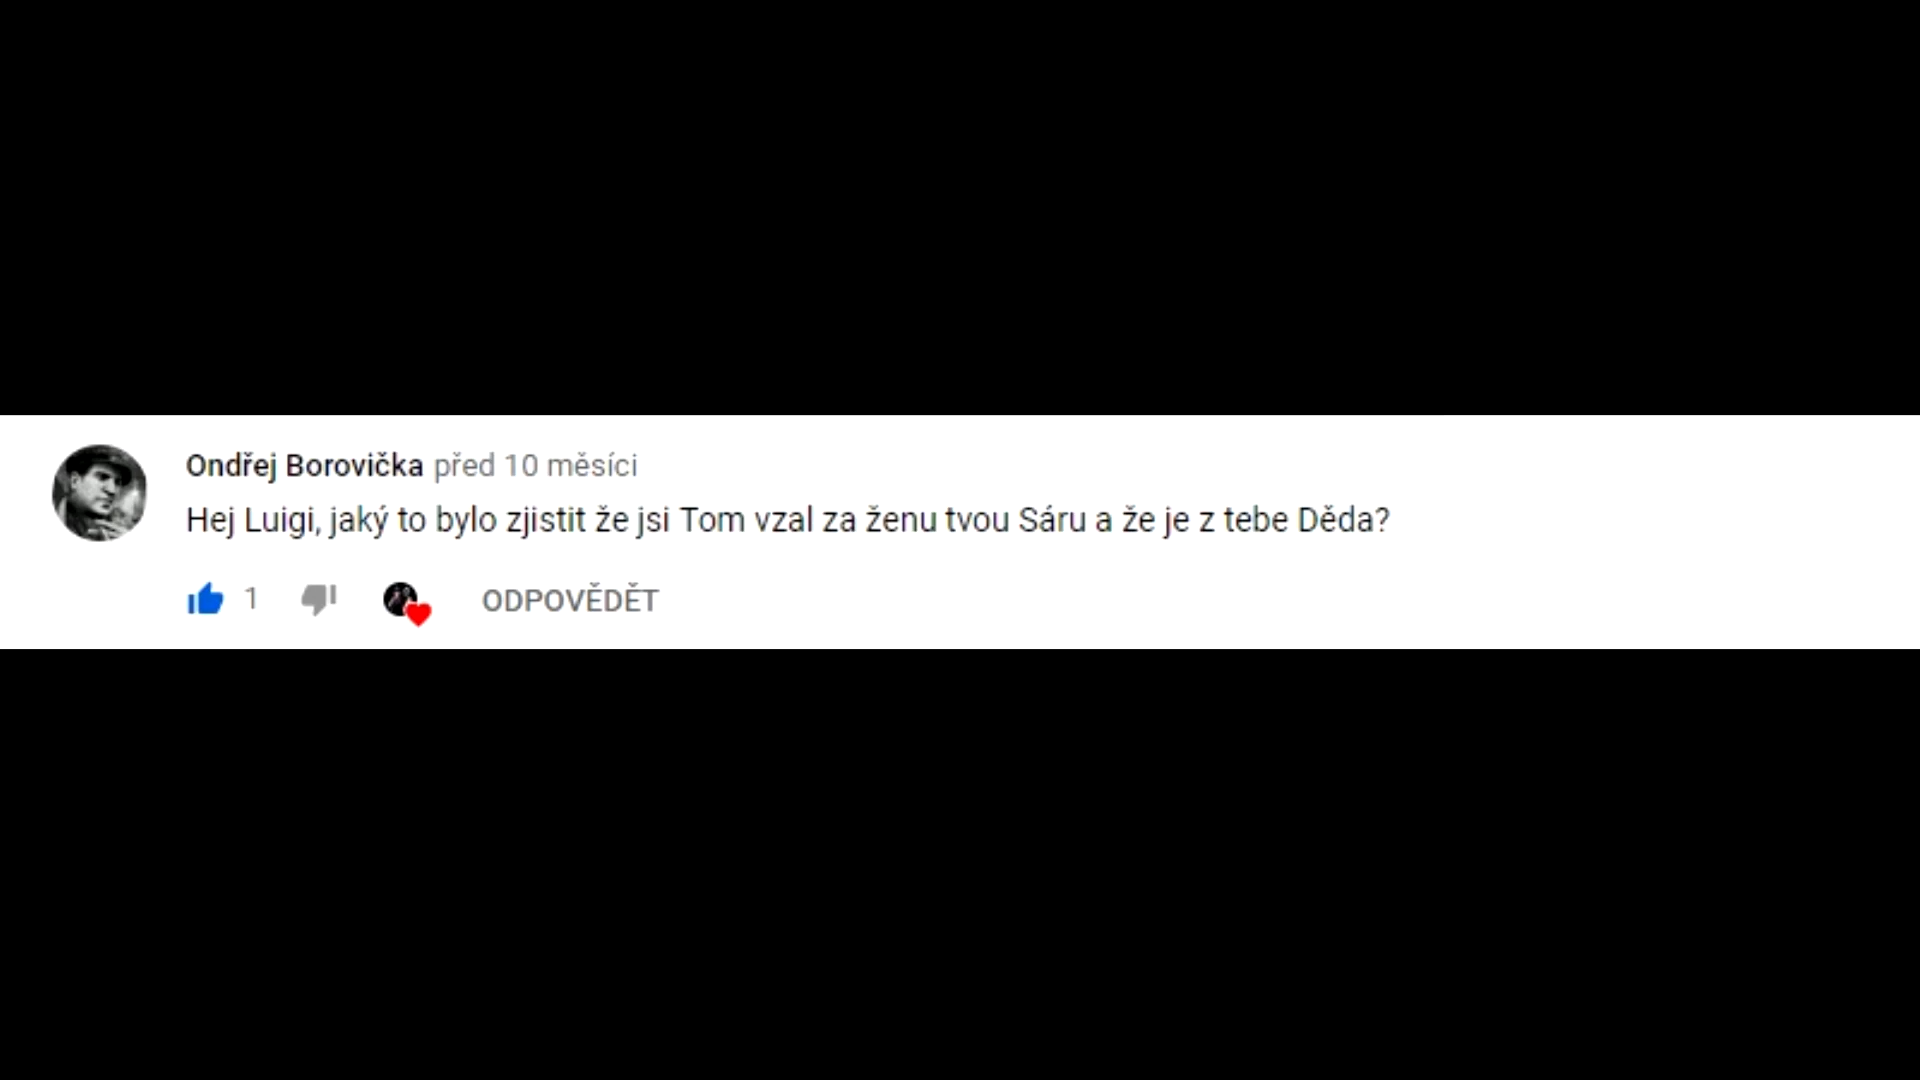 Ondřej Borovička před 10 měsíci
Hej Luigi, jaký to bylo zjistit že jsi Tom vzal za ženu tvou Sáru a že je z tebe Děda?
1 ODPOVĚDĚT